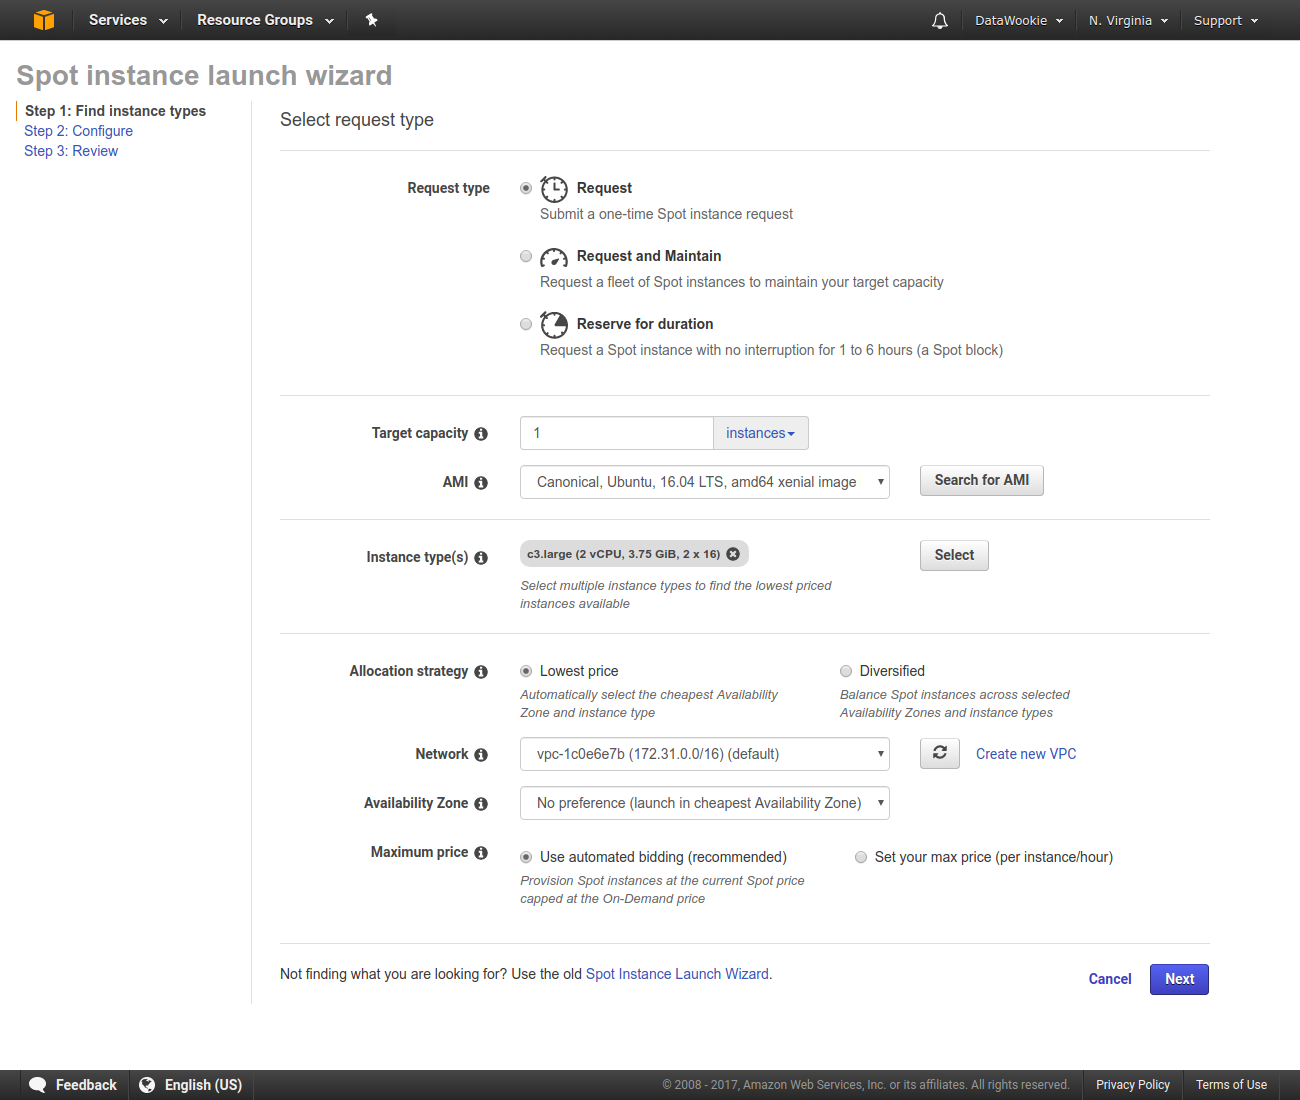 Services Resource Groups DataWookie N. Virginia Support
Spot instance launch wizard
Step 1: Find instance types
Step 2: Configure
Step 3: Review
Select request type
Request type Request
Submit a one-time Spot instance request
Request and Maintain
Request a fleet of Spot instances to maintain your target capacity
Reserve for duration
Request a Spot instance with no interruption for 1 to 6 hours (a Spot block)
Target capacity 1 instances
AMI Canonical, Ubuntu, 16.04 LTS, amd64 xenial image Search for AMI
Instance type(s) c3.large (2 vCPU, 3.75 GiB, 2 x 16) Select
Select multiple instance types to find the lowest priced
instances available
Allocation strategy Lowest price Diversified
Automatically select the cheapest Availability Balance Spot instances across selected
Zone and instance type Availability Zones and instance types
Network vpc-1c0e6e7b (172.31.0.0/16) (default) Create new VPC
Availability Zone No preference (launch in cheapest Availability Zone)
Maximum price Use automated bidding (recommended) Set your max price (per instance/hour)
Provision Spot instances at the current Spot price
capped at the On-Demand price
Not finding what you are looking for? Use the old Spot Instance Launch Wizard. Cancel Next
Feedback English (US) © 2008 - 2017, Amazon Web Services, Inc. or its affiliates. All rights reserved. Privacy Policy Terms of Use